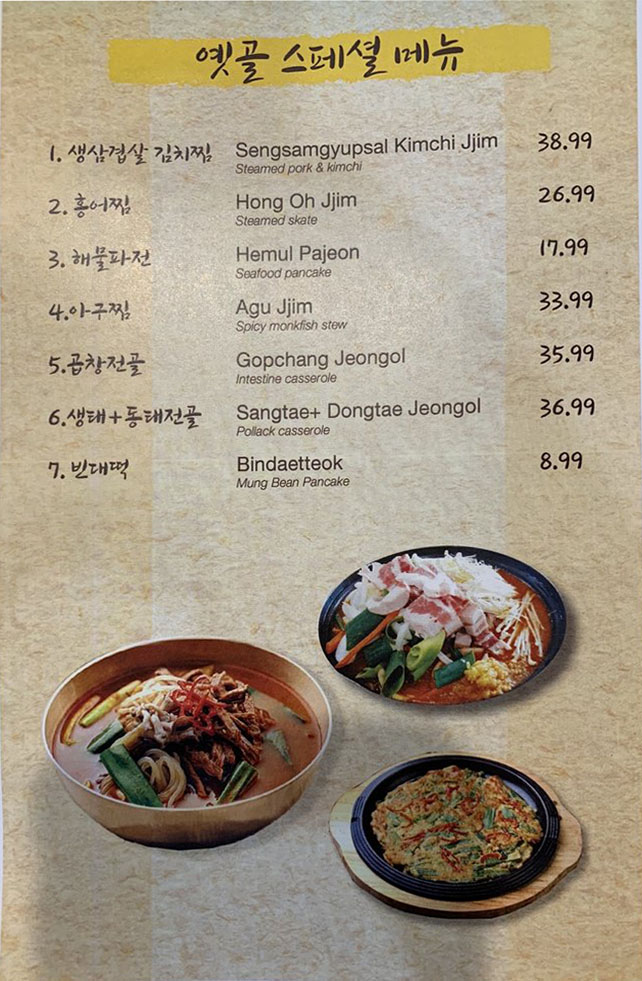 옛골 스페셜 메뉴
1. 생삼겹살 김치찜 Sengsamgyupsal Kimchi Jjim 38.99
Steamed pork & kimchi
2. 홍어찜 Hong Oh Jjim 26.99
Steamed skate
3. 해물파전 Hemul Pajeon 17.99
Seafood pancake
4. 아구찜 Agu Jjim 33.99
Spicy monkfish stew
5. 곱창전골 Gopchang Jeongol 35.99
Intestine casserole
6. 생태+동태전골 Sangtae+ Dongtae Jeongol 36.99
Pollack casserole
7. 빈대떡 Bindaetteok 8.99
Mung Bean Pancake